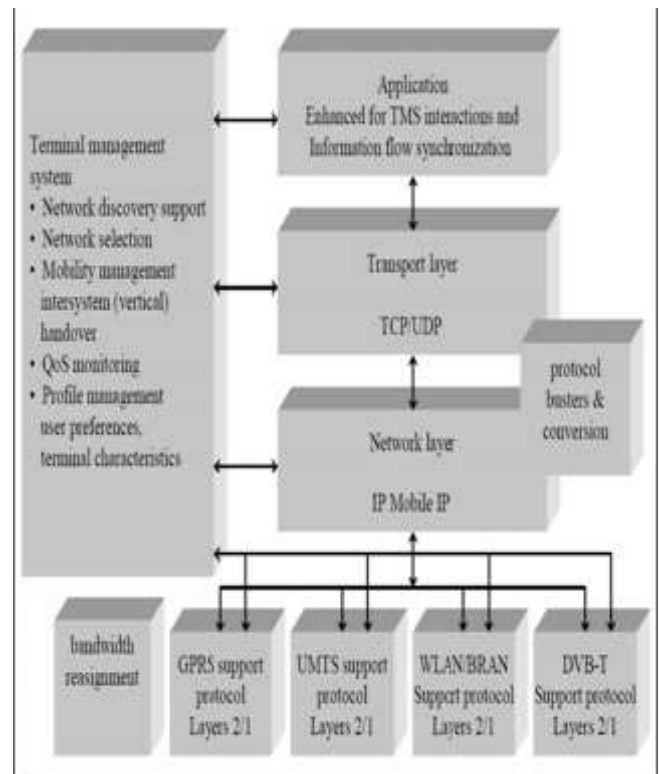 Terminal management
system
• Network discovery support
• Network selection
• Mobility management
intersystem (vertical)
handover
• QoS monitoring
• Profile management
user preferences,
terminal characteristics
Application
Enhanced for TMS interactions and
Information flow synchronization
Transport layer
TCP/UDP
protocol
busters &
conversion
Network layer
IP Mobile IP
bandwidth
reasignment
GPRS support
protocol
Layers 2/1
UMTS support
protocol
Layers 2/1
WLAN/BRAN
Support protocol
Layers 2/1
DVB-T
Support protocol
Layers 2/1